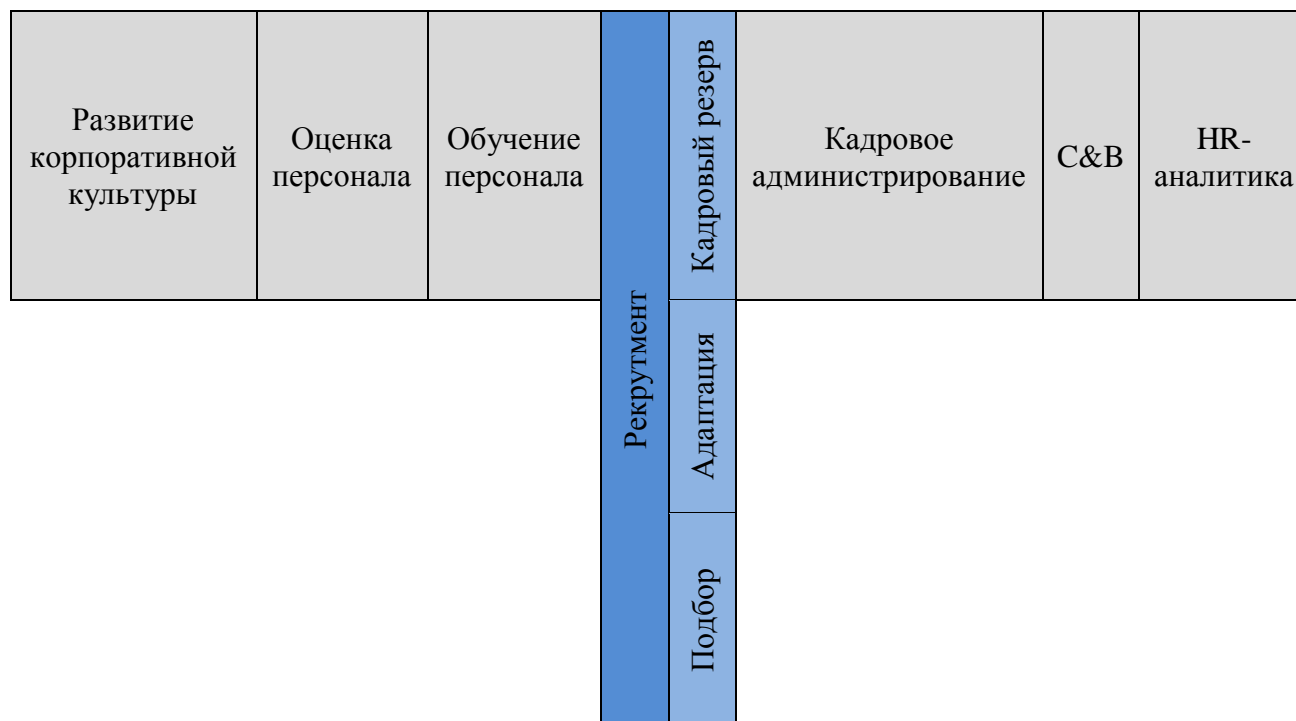 Развитие
корпоративной
культуры
Оценка
персонала
Обучение
персонала
Рекрутмент
Кадровый резерв
Адаптация
Подбор
Кадровое
администрирование
C&B
HR-
аналитика